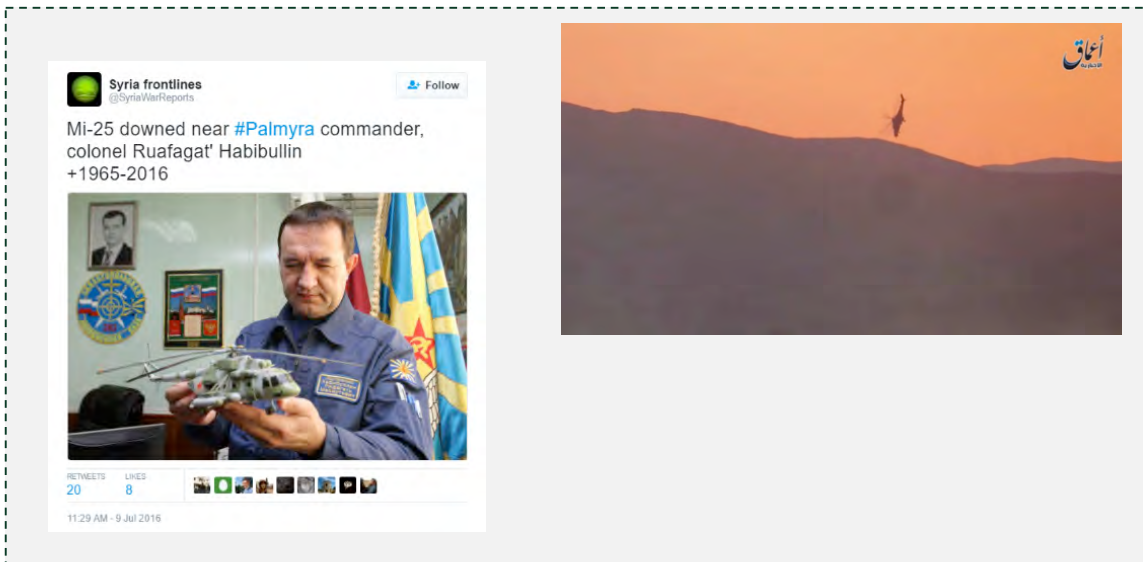 Syria frontlines
@SyriaWarReports
Follow
Mi-25 downed near #Palmyra commander,
colonel Ruafagat' Habibullin
+1965-2016
RETWEETS LIKES
20 8
11:29 AM - 9 Jul 2016
أعماق